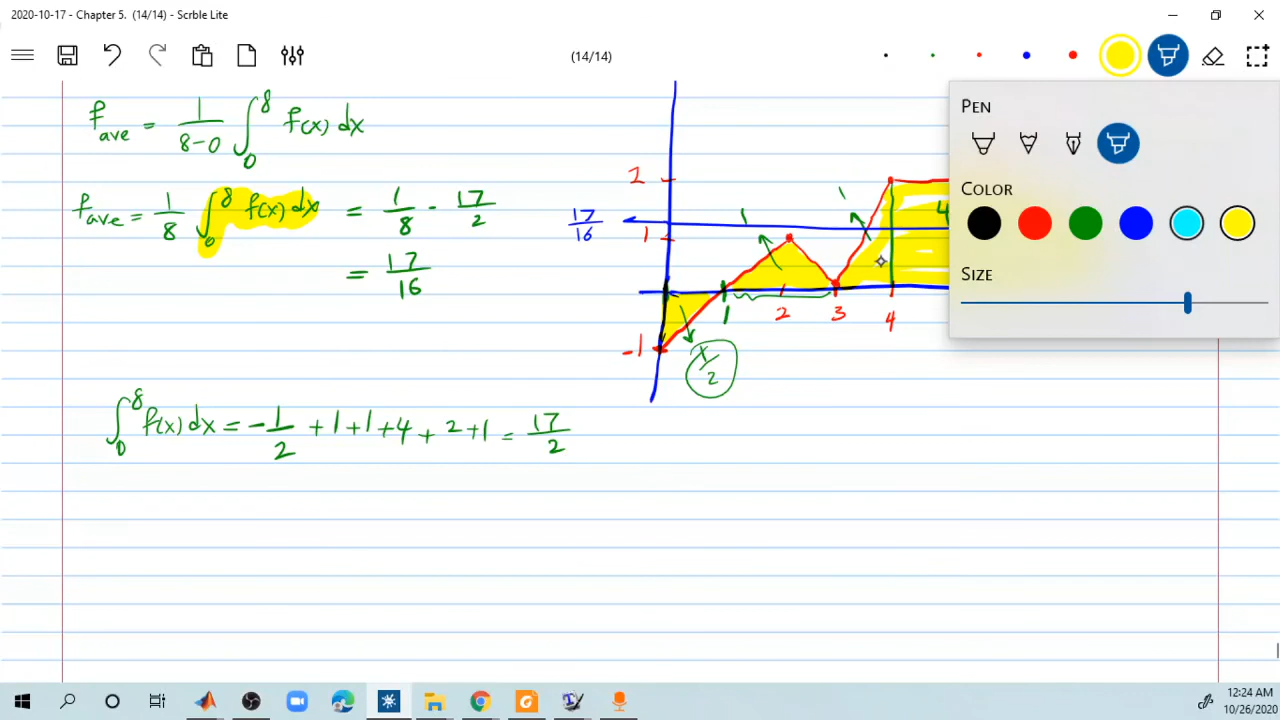 2020-10-17 - Chapter 5. (14/14) - Scrble Lite
(14/14)
f_ave = 1/(8-0) ∫_0^8 f(x) dx
f_ave = 1/8 ∫_0^8 f(x) dx = 1/8 - 17/2
= 17/16
∫_0^8 f(x) dx = -1/2 + 1 + 1 + 4 + 2 + 1 = 17/2
2
17/16
1
-1
1
2
3
4
1
1
4
1/2
PEN
COLOR
SIZE
12:24 AM
10/26/2020